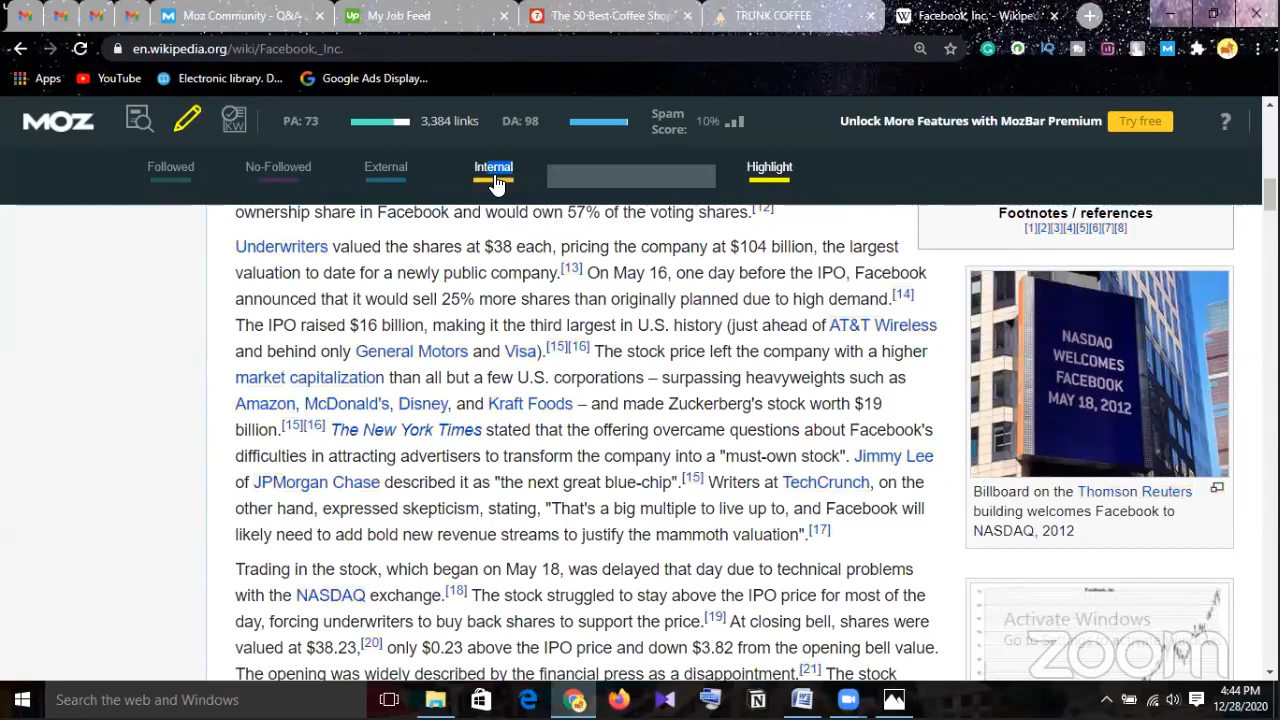 Moz Community - Q&A
My Job Feed
The 50 Best Coffee Shop
TRUNK COFFEE
Facebook, Inc. - Wikiped
en.wikipedia.org/wiki/Facebook,_Inc.
Apps
YouTube
Electronic library. D...
Google Ads Display...
MOZ
PA: 73
3,384 links
DA: 98
Spam Score:
10%
Unlock More Features with MozBar Premium
Try free
?
Followed
No-Followed
External
Internal
Highlight
ownership share in Facebook and would own 57% of the voting shares.[12]
Underwriters valued the shares at $38 each, pricing the company at $104 billion, the largest
valuation to date for a newly public company.[13] On May 16, one day before the IPO, Facebook
announced that it would sell 25% more shares than originally planned due to high demand.[14]
The IPO raised $16 billion, making it the third largest in U.S. history (just ahead of AT&T Wireless
and behind only General Motors and Visa).[15][16] The stock price left the company with a higher
market capitalization than all but a few U.S. corporations – surpassing heavyweights such as
Amazon, McDonald's, Disney, and Kraft Foods – and made Zuckerberg's stock worth $19
billion.[15][16] The New York Times stated that the offering overcame questions about Facebook's
difficulties in attracting advertisers to transform the company into a "must-own stock". Jimmy Lee
of JPMorgan Chase described it as "the next great blue-chip".[15] Writers at TechCrunch, on the
other hand, expressed skepticism, stating, "That's a big multiple to live up to, and Facebook will
likely need to add bold new revenue streams to justify the mammoth valuation".[17]
Trading in the stock, which began on May 18, was delayed that day due to technical problems
with the NASDAQ exchange.[18] The stock struggled to stay above the IPO price for most of the
day, forcing underwriters to buy back shares to support the price.[19] At closing bell, shares were
valued at $38.23,[20] only $0.23 above the IPO price and down $3.82 from the opening bell value.
The opening was widely described by the financial press as a disappointment.[21] The stock
Footnotes / references
[1][2][3][4][5][6][7][8]
NASDAQ
WELCOMES
FACEBOOK
MAY 18, 2012
Billboard on the Thomson Reuters
building welcomes Facebook to
NASDAQ, 2012
Facebook, Inc.
Activate Windows
zoom
Search the web and Windows
4:44 PM
12/28/2020